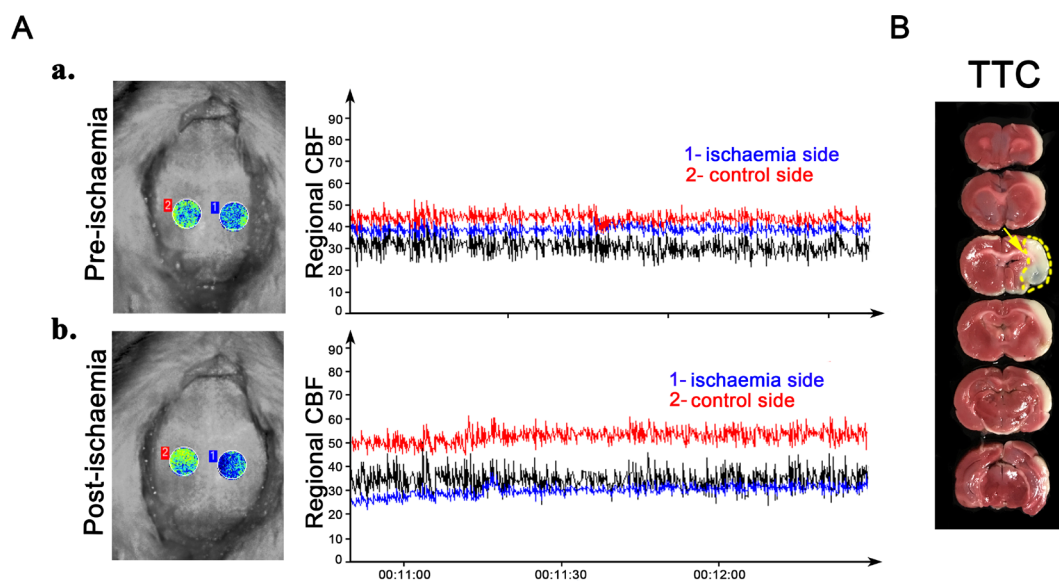 A
a.
Pre-ischaemia
2
1
Regional CBF
90
80
70
60
50
40
30
20
10
0
1- ischaemia side
2- control side
b.
Post-ischaemia
2
1
Regional CBF
90
80
70
60
50
40
30
20
10
0
1- ischaemia side
2- control side
00:11:00
00:11:30
00:12:00
B
TTC